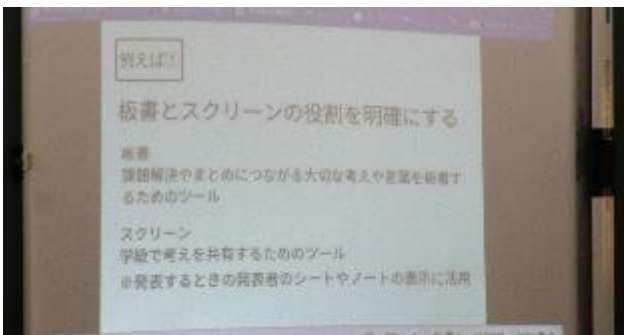 例えば！
板書とスクリーンの役割を明確にする
板書
課題解決やまとめにつながる大切な考えや言葉を板書す
るためのツール
スクリーン
学級で考えを共有するためのツール
※発表するときの発表者のシートやノートの表示に活用